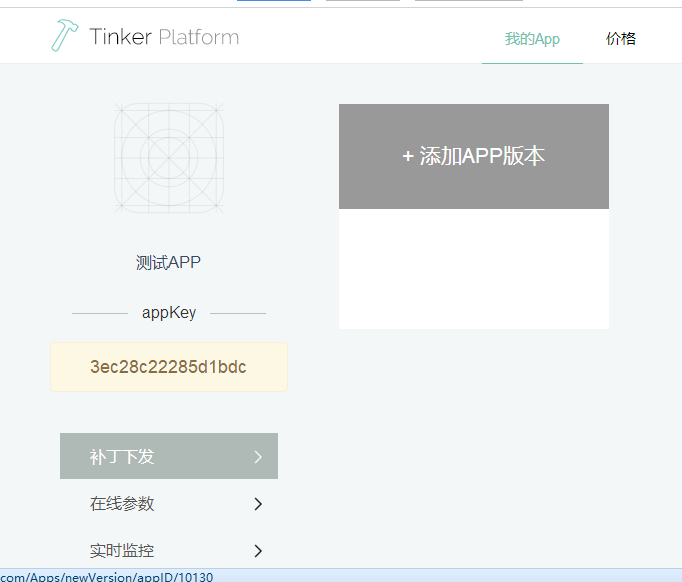 Tinker Platform
我的App
价格
+ 添加APP版本
测试APP
appKey
3ec28c22285d1bdc
补丁下发
在线参数
实时监控
com/Apps/newVersion/appID/10130